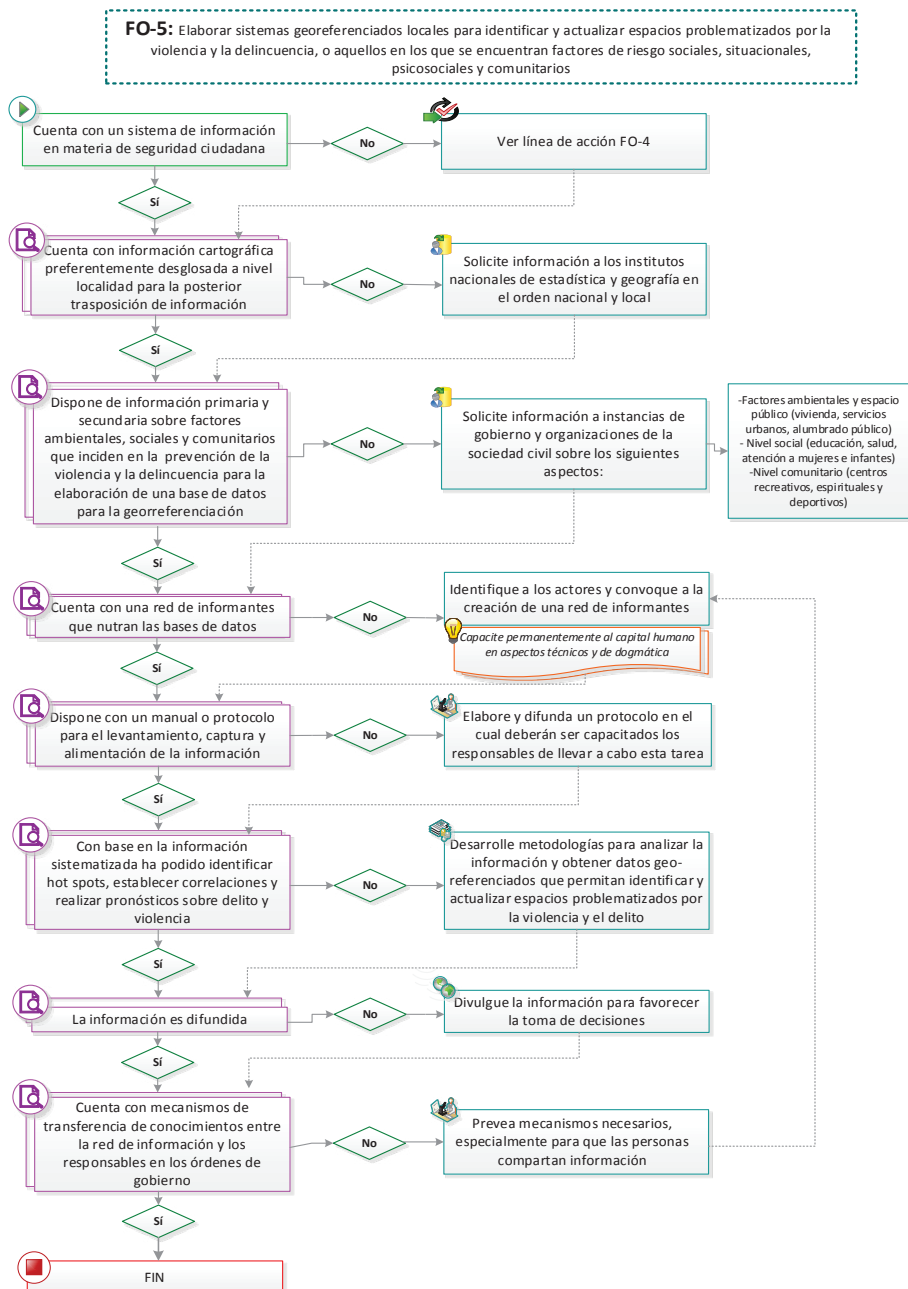 FO-5: Elaborar sistemas georeferenciados locales para identificar y actualizar espacios problematizados por la
violencia y la delincuencia, o aquellos en los que se encuentran factores de riesgo sociales, situacionales,
psicosociales y comunitarios
Cuenta con un sistema de información
en materia de seguridad ciudadana
No
Ver línea de acción FO-4
Sí
Cuenta con información cartográfica
preferentemente desglosada a nivel
localidad para la posterior
trasposición de información
No
Solicite información a los institutos
nacionales de estadística y geografía en
el orden nacional y local
Sí
Dispone de información primaria y
secundaria sobre factores
ambientales, sociales y comunitarios
que inciden en la prevención de la
violencia y la delincuencia para la
elaboración de una base de datos
para la georreferenciación
No
Solicite información a instancias de
gobierno y organizaciones de la
sociedad civil sobre los siguientes
aspectos:
-Factores ambientales y espacio
público (vivienda, servicios
urbanos, alumbrado público)
- Nivel social (educación, salud,
atención a mujeres e infantes)
-Nivel comunitario (centros
recreativos, espirituales y
deportivos)
Sí
Cuenta con una red de informantes
que nutran las bases de datos
No
Identifique a los actores y convoque a la
creación de una red de informantes
Capacite permanentemente al capital humano
en aspectos técnicos y de dogmática
Sí
Dispone con un manual o protocolo
para el levantamiento, captura y
alimentación de la información
No
Elabore y difunda un protocolo en el
cual deberán ser capacitados los
responsables de llevar a cabo esta tarea
Sí
Con base en la información
sistematizada ha podido identificar
hot spots, establecer correlaciones y
realizar pronósticos sobre delito y
violencia
No
Desarrolle metodologías para analizar la
información y obtener datos geo-
referenciados que permitan identificar y
actualizar espacios problematizados por
la violencia y el delito
Sí
La información es difundida
No
Divulgue la información para favorecer
la toma de decisiones
Sí
Cuenta con mecanismos de
transferencia de conocimientos entre
la red de información y los
responsables en los órdenes de
gobierno
No
Prevea mecanismos necesarios,
especialmente para que las personas
compartan información
Sí
FIN